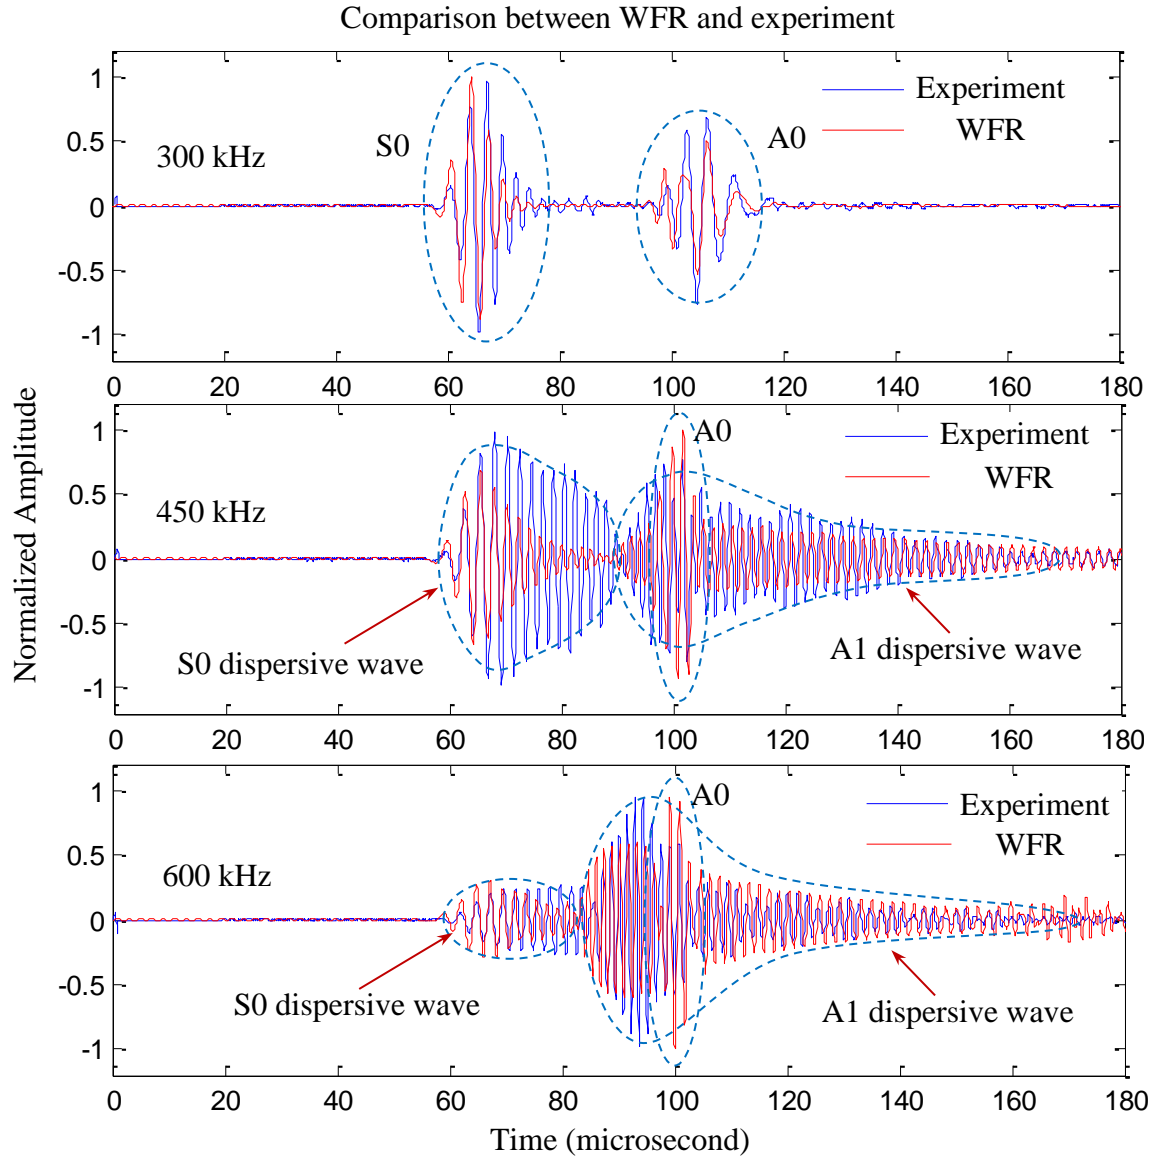 Comparison between WFR and experiment
1
0.5
0
-0.5
-1
300 kHz
S0
A0
Experiment
WFR
0 20 40 60 80 100 120 140 160 180
Normalized Amplitude
1
0.5
0
-0.5
-1
450 kHz
A0
Experiment
WFR
S0 dispersive wave
A1 dispersive wave
0 20 40 60 80 100 120 140 160 180
1
0.5
0
-0.5
-1
600 kHz
A0
Experiment
WFR
S0 dispersive wave
A1 dispersive wave
0 20 40 60 80 100 120 140 160 180
Time (microsecond)